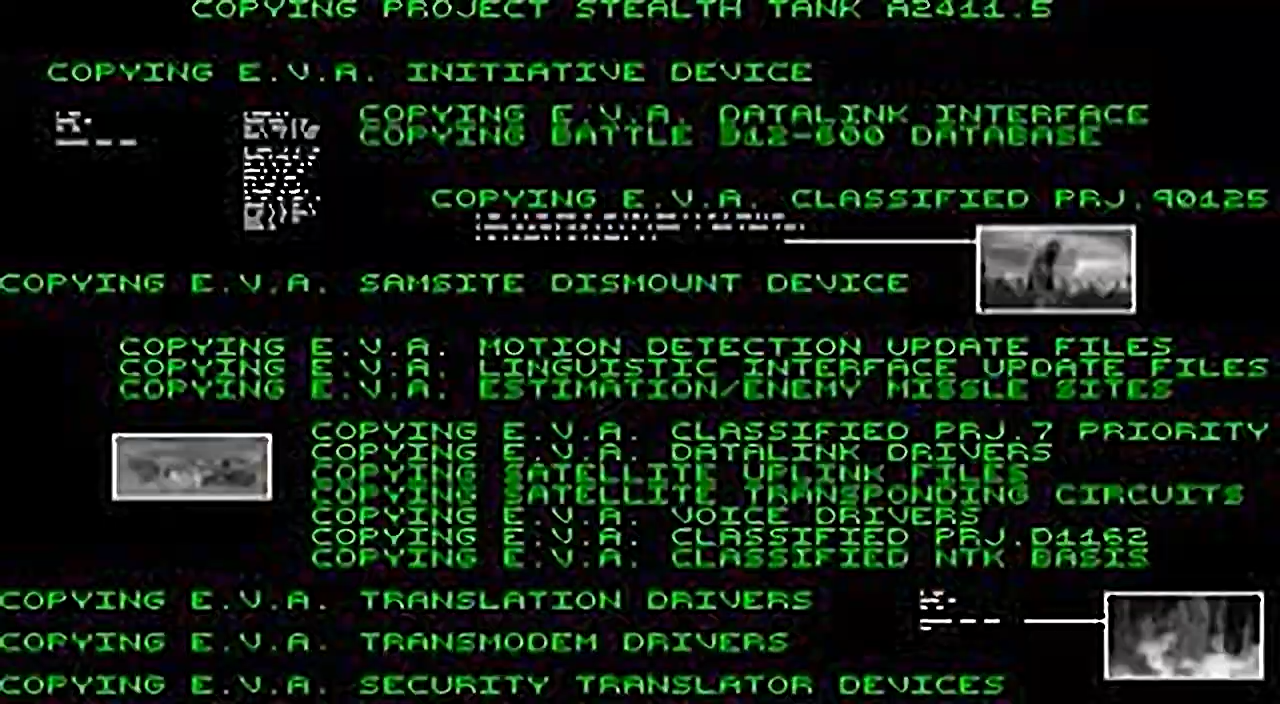 COPYING PROJECT STEALTH TANK A2411.5
COPYING E.V.A. INITIATIVE DEVICE
COPYING E.V.A. DATALINK INTERFACE
COPYING BATTLE DATABASE
COPYING E.V.A. CLASSIFIED PRJ.90125
COPYING E.V.A. SAMSITE DISMOUNT DEVICE
COPYING E.V.A. MOTION DETECTION UPDATE FILES
COPYING E.V.A. LINGUISTIC INTERFACE UPDATE FILES
COPYING E.V.A. ESTIMATION/ENEMY MISSLE SITES
COPYING E.V.A. CLASSIFIED PRJ.7 PRIORITY
COPYING E.V.A. DATALINK DRIVERS
COPYING SATELLITE UPLINK FILES
COPYING SATELLITE TRANSPONDING CIRCUITS
COPYING E.V.A. VOICE DRIVERS
COPYING E.V.A. CLASSIFIED PRJ.D1162
COPYING E.V.A. CLASSIFIED NTK BASIS
COPYING E.V.A. TRANSLATION DRIVERS
COPYING E.V.A. TRANSMODEM DRIVERS
COPYING E.V.A. SECURITY TRANSLATOR DEVICES